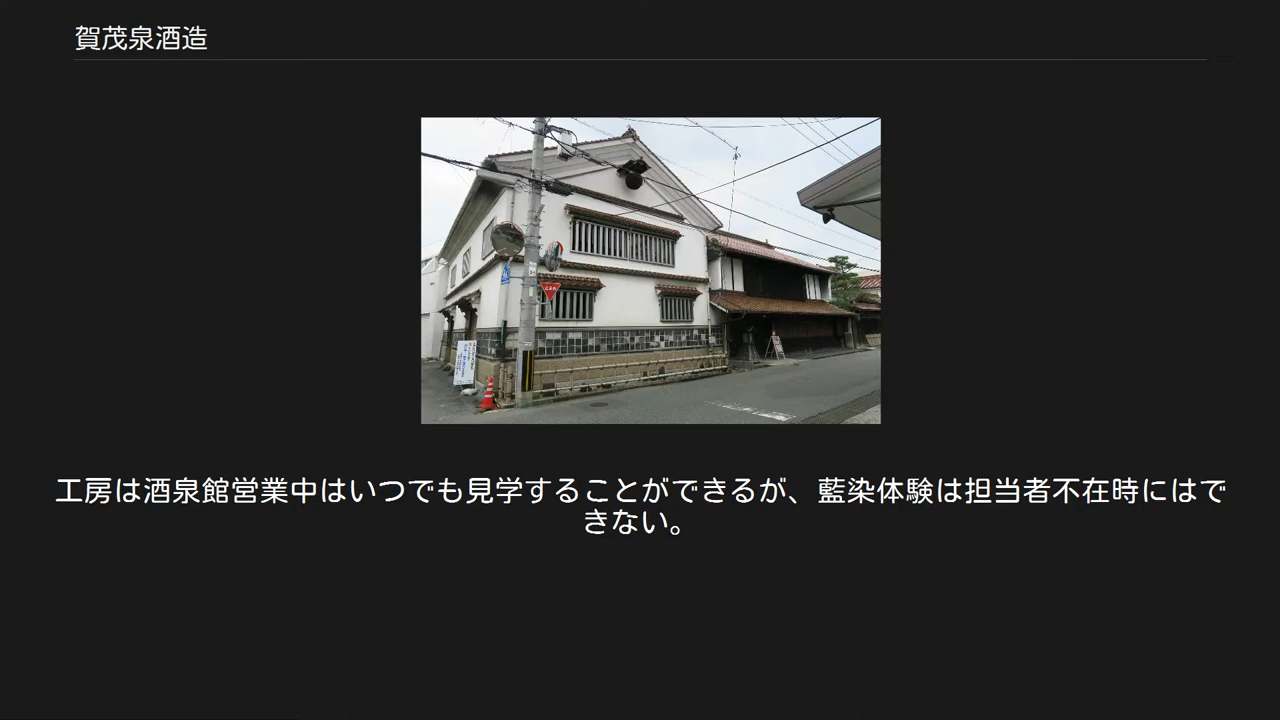 賀茂泉酒造
工房は酒泉館営業中はいつでも見学することができるが、藍染体験は担当者不在時にはで
きない。